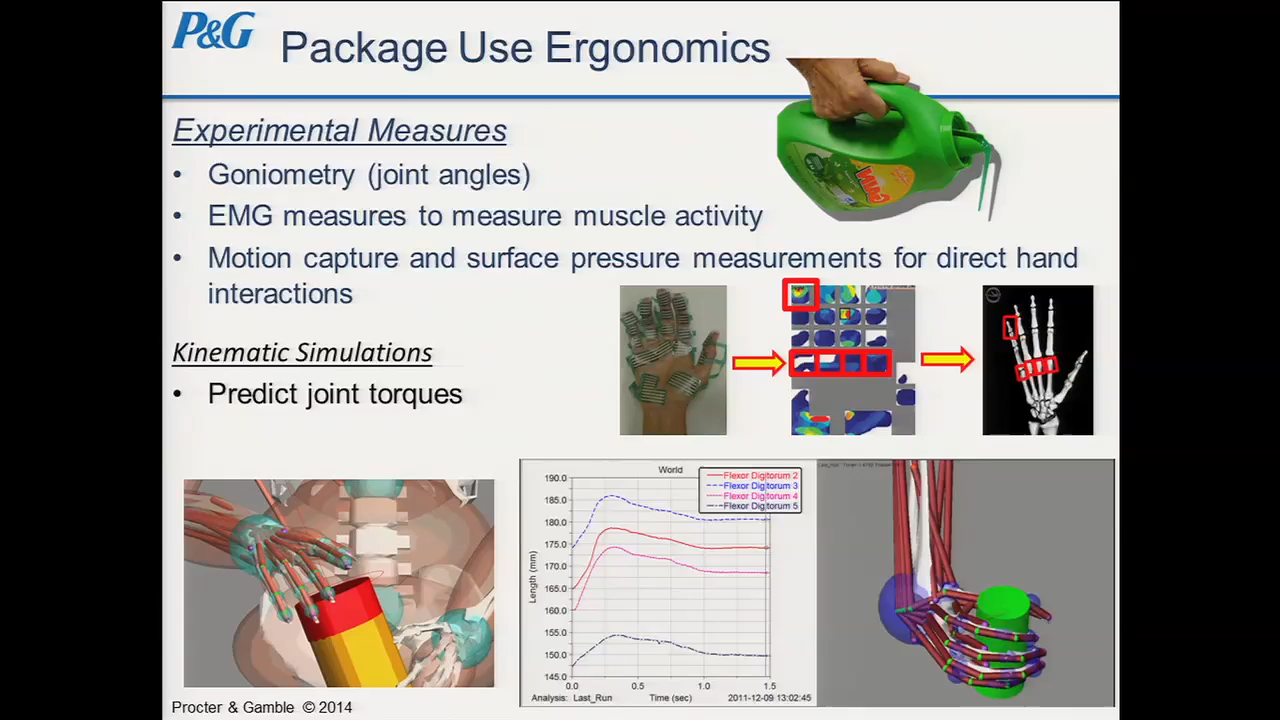 P&G
Package Use Ergonomics
Experimental Measures
• Goniometry (joint angles)
• EMG measures to measure muscle activity
• Motion capture and surface pressure measurements for direct hand
interactions
GAIN
Kinematic Simulations
• Predict joint torques
World
Flexor Digitorum 2
Flexor Digitorum 3
Flexor Digitorum 4
Flexor Digitorum 5
190.0
185.0
180.0
175.0
170.0
165.0
160.0
155.0
150.0
145.0
Length (mm)
0.0 0.5 1.0 1.5
Analysis: Last_Run Time (sec) 2011-12-09 13:02:45
Procter & Gamble © 2014